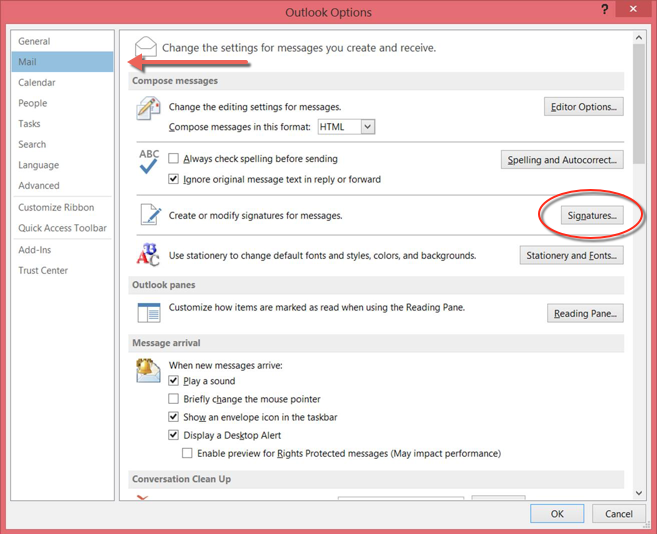 Outlook Options
? ×
General
Mail
Calendar
People
Tasks
Search
Language
Advanced
Customize Ribbon
Quick Access Toolbar
Add-Ins
Trust Center
Change the settings for messages you create and receive.
Compose messages
Change the editing settings for messages.
Editor Options...
Compose messages in this format: HTML
ABC
Always check spelling before sending
Spelling and Autocorrect...
Ignore original message text in reply or forward
Create or modify signatures for messages.
Signatures...
Use stationery to change default fonts and styles, colors, and backgrounds.
Stationery and Fonts...
Outlook panes
Customize how items are marked as read when using the Reading Pane.
Reading Pane...
Message arrival
When new messages arrive:
Play a sound
Briefly change the mouse pointer
Show an envelope icon in the taskbar
Display a Desktop Alert
Enable preview for Rights Protected messages (May impact performance)
Conversation Clean Up
OK
Cancel